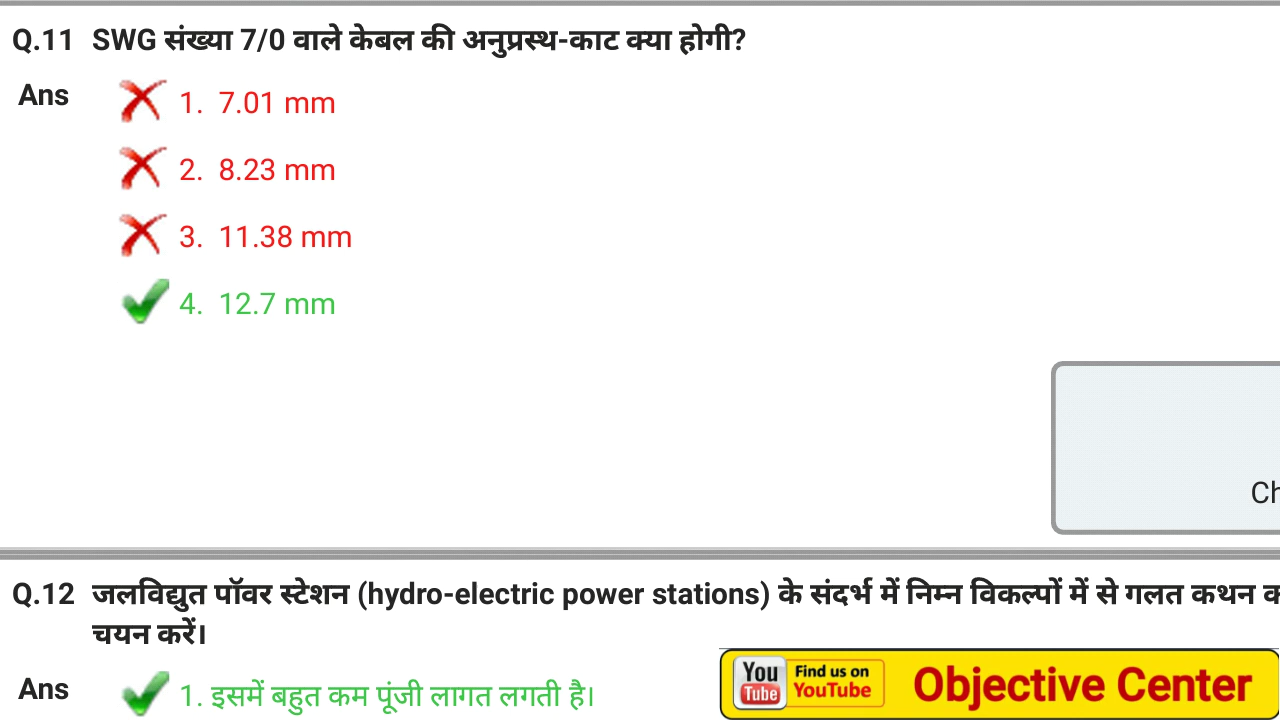 Q.11 SWG संख्या 7/0 वाले केबल की अनुप्रस्थ-काट क्या होगी?
Ans 1. 7.01 mm
2. 8.23 mm
3. 11.38 mm
4. 12.7 mm
Ch
Q.12 जलविद्युत पॉवर स्टेशन (hydro-electric power stations) के संदर्भ में निम्न विकल्पों में से गलत कथन क
चयन करें।
Ans 1. इसमें बहुत कम पूंजी लागत लगती है।
You Tube Find us on YouTube Objective Center